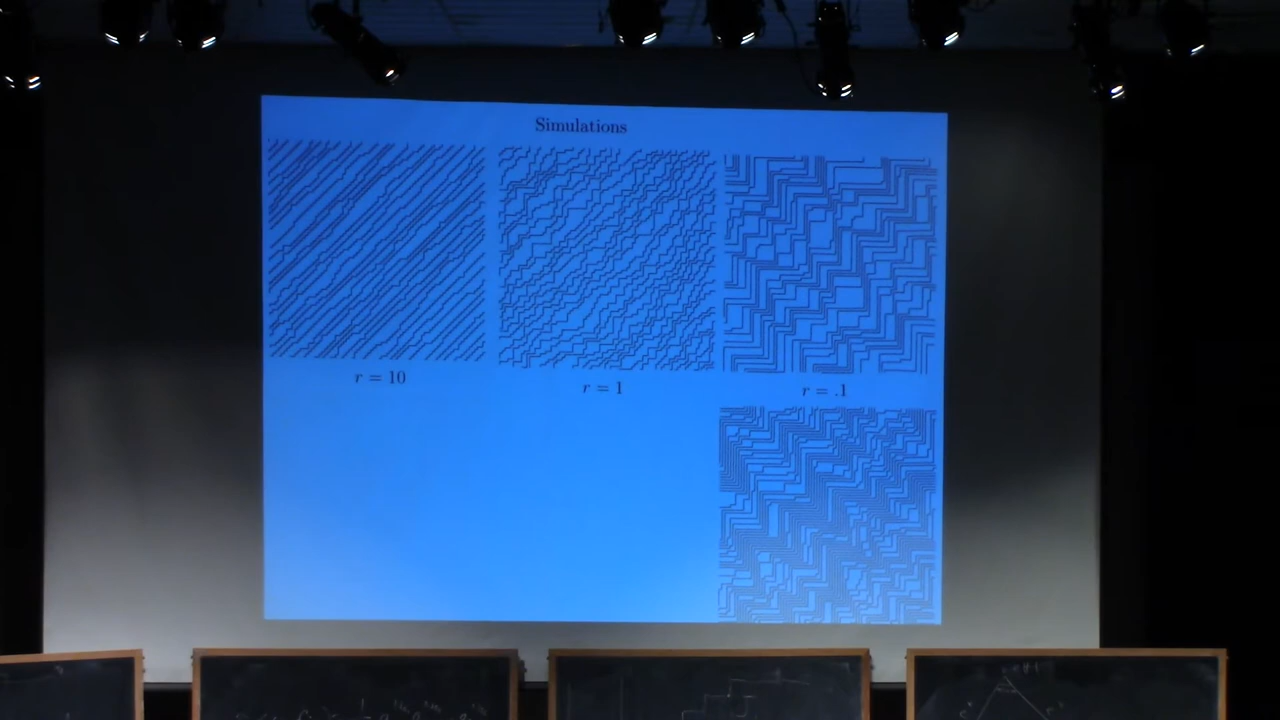 Simulations
r = 10
r = 1
r = .1